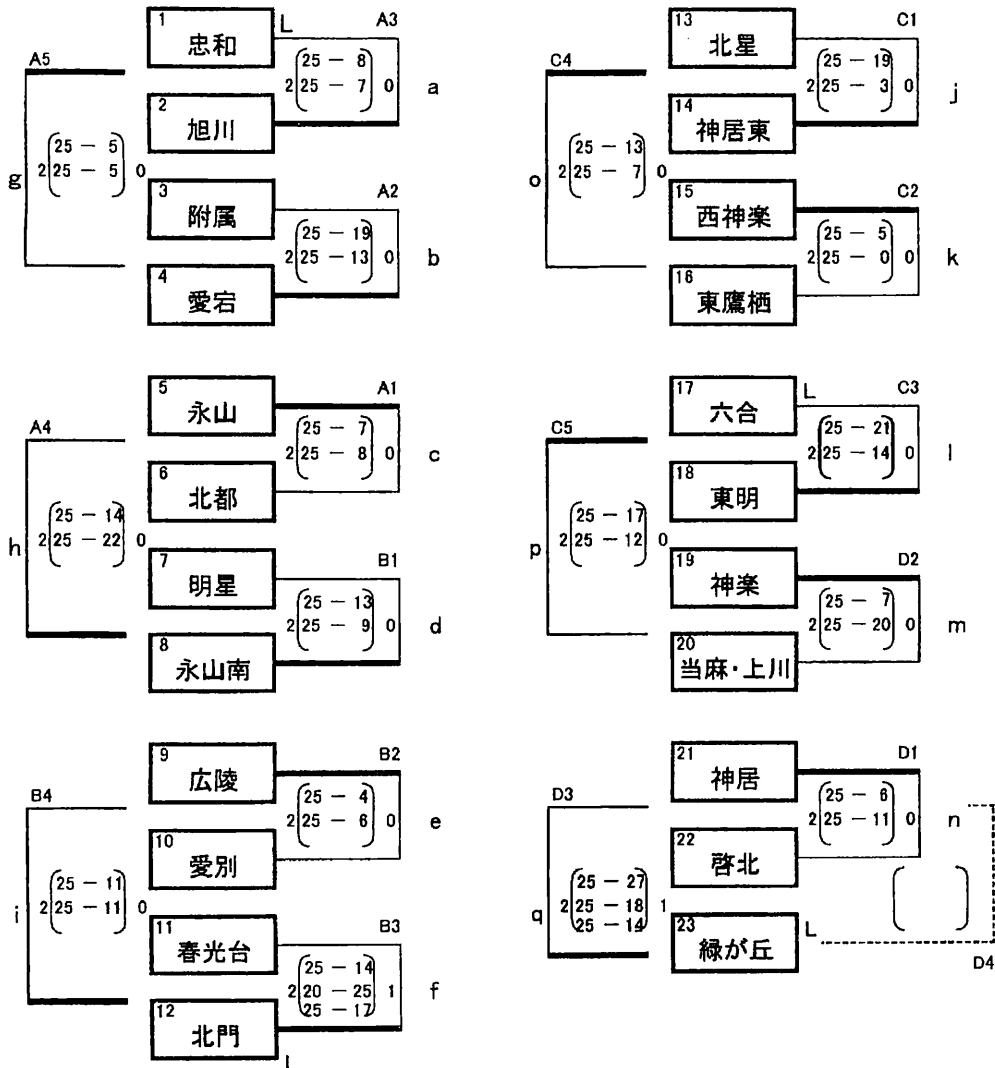 1 忠和 L A3
A5
25 － 8
2 25 － 7 0 a
2 旭川
25 － 5
g 2 25 － 5 0
3 附属 A2
25 － 19
2 25 － 13 0 b
4 愛宕
5 永山 A1
A4
25 － 7
2 25 － 8 0 c
6 北都
25 － 14
h 2 25 － 22 0
7 明星 B1
25 － 13
2 25 － 9 0 d
8 永山南
9 広陵 B2
B4
25 － 4
2 25 － 6 0 e
10 愛別
25 － 11
i 2 25 － 11 0
11 春光台 B3
25 － 14
2 20 － 25 1 f
25 － 17
12 北門
L
13 北星 C1
C4
25 － 19
2 25 － 3 0 j
14 神居東
25 － 13
o 2 25 － 7 0
15 西神楽 C2
25 － 5
2 25 － 0 0 k
16 東鷹栖
17 六合 L C3
C5
25 － 21
2 25 － 14 0 l
18 東明
25 － 17
p 2 25 － 12 0
19 神楽 D2
25 － 7
2 25 － 20 0 m
20 当麻・上川
21 神居 D1
D3
25 － 6
2 25 － 11 0 n
22 啓北
25 － 27
q 2 25 － 18 1
25 － 14
23 緑が丘 L
D4